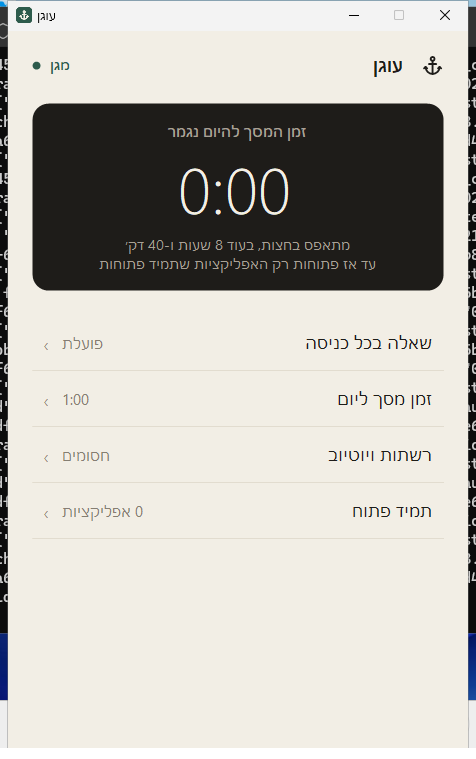 עוגן
עוגן
מגן
זמן המסך להיום נגמר
0:00
מתאפס בחצות, בעוד 8 שעות ו-40 דק׳
עד אז פתוחות רק האפליקציות שתמיד פתוחות
שאלה בכל כניסה
פועלת
זמן מסך ליום
1:00
רשתות ויוטיוב
חסומים
תמיד פתוח
0 אפליקציות